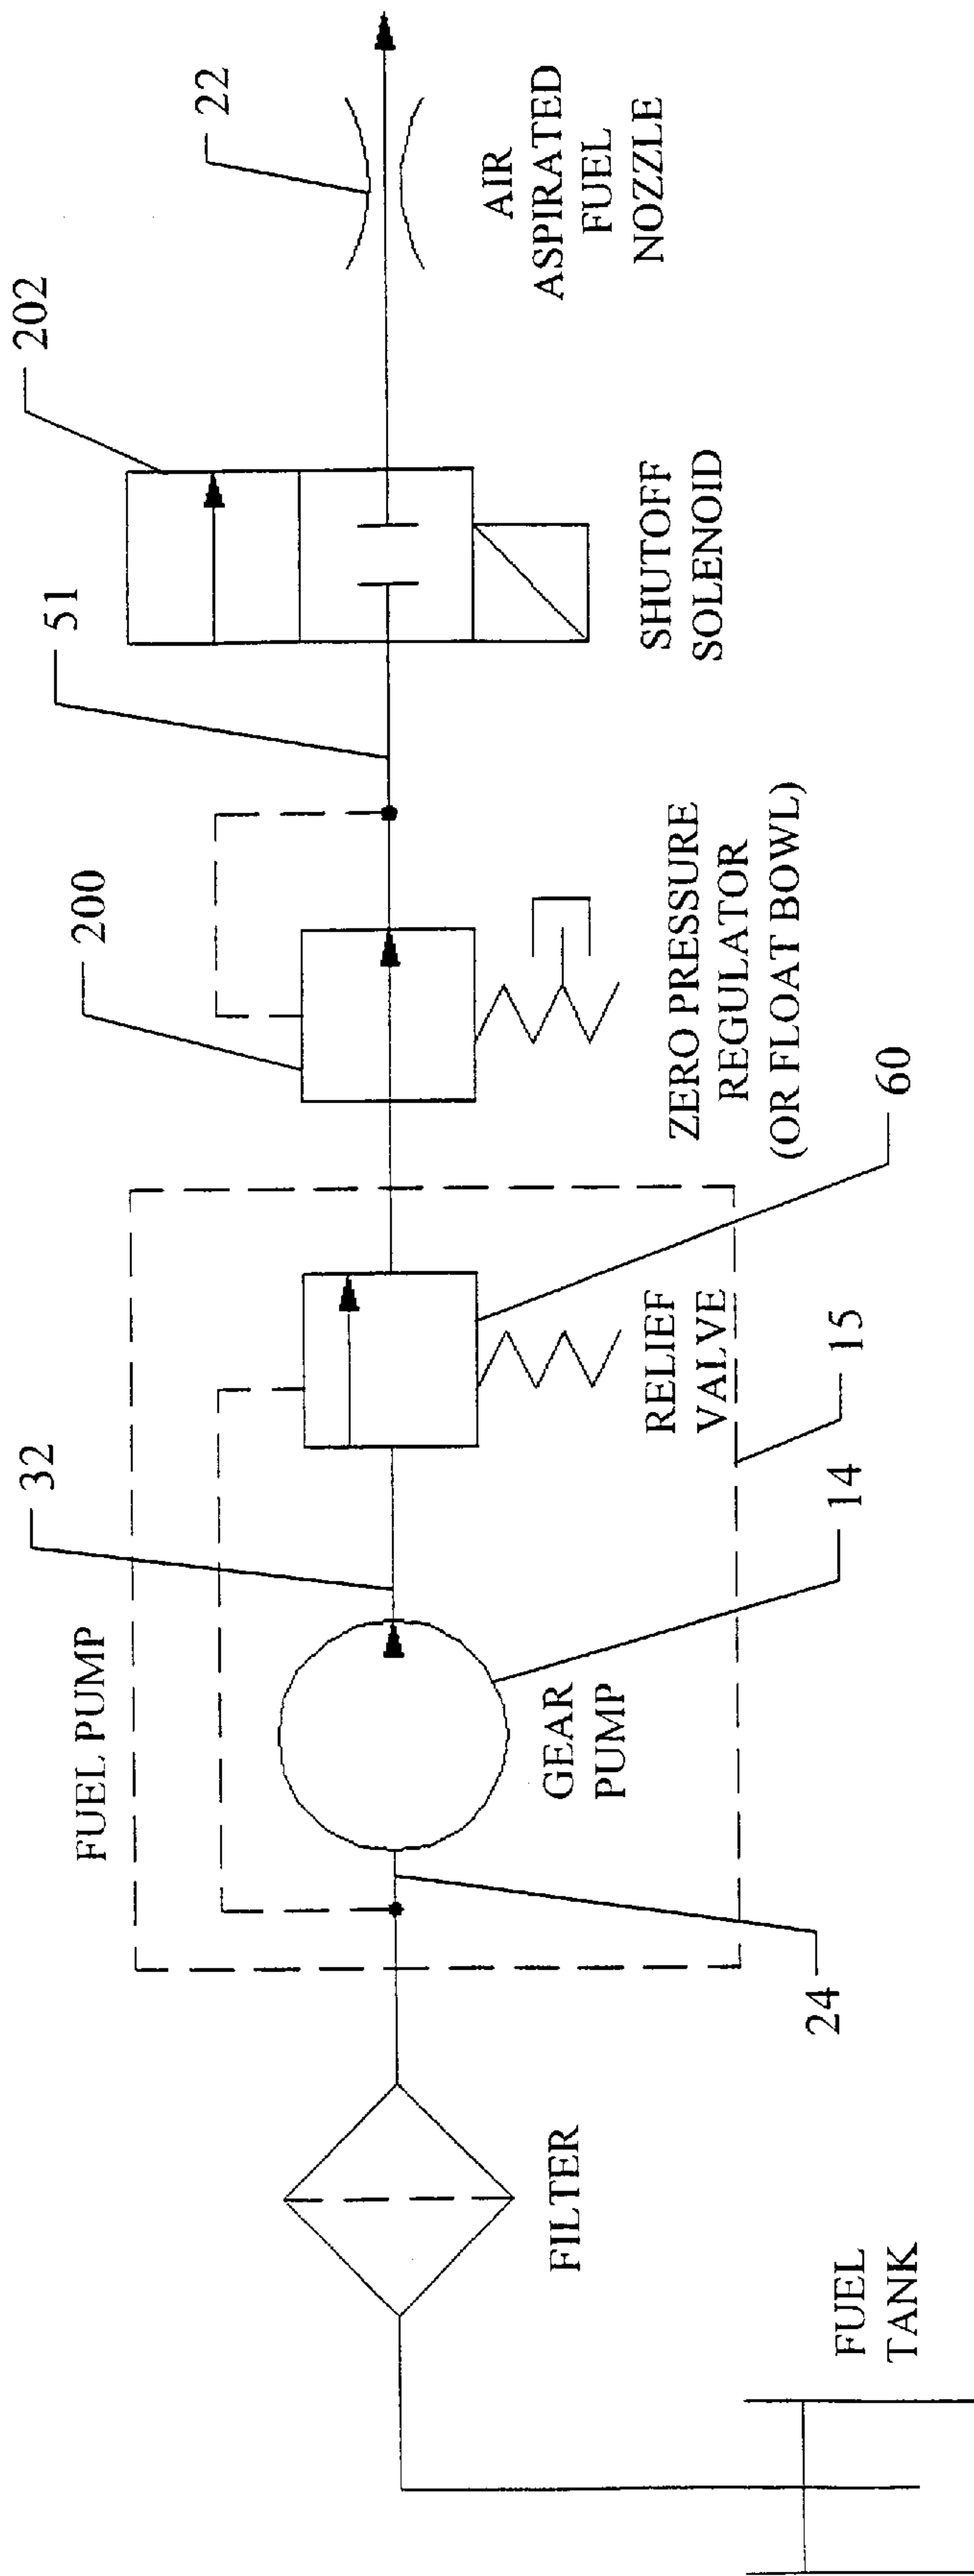 FUEL
TANK
FILTER
24
FUEL PUMP
GEAR
PUMP
14
32
15
RELIEF
VALVE
60
200
ZERO PRESSURE
REGULATOR
(OR FLOAT BOWL)
51
SHUTOFF
SOLENOID
202
22
AIR
ASPIRATED
FUEL
NOZZLE